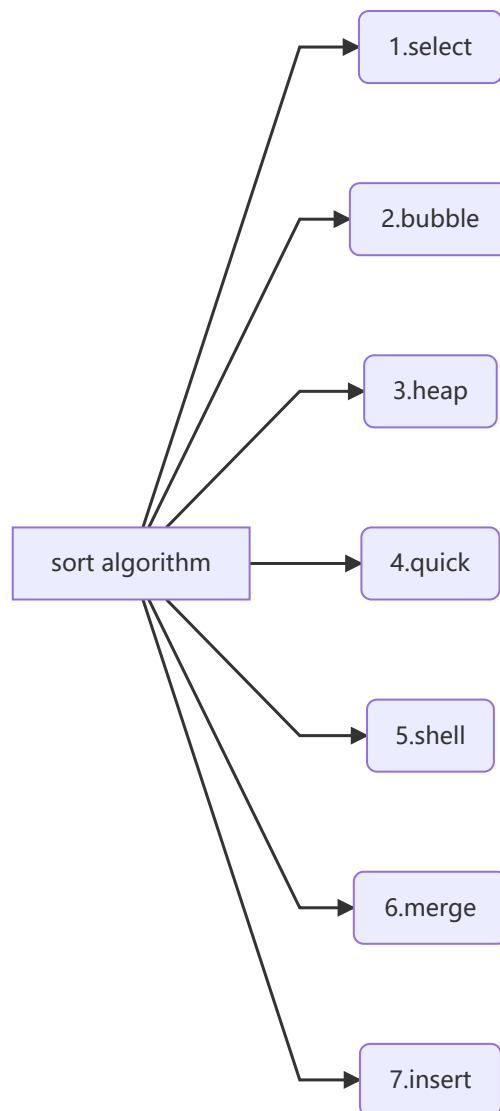 1.select
2.bubble
3.heap
sort algorithm
4.quick
5.shell
6.merge
7.insert